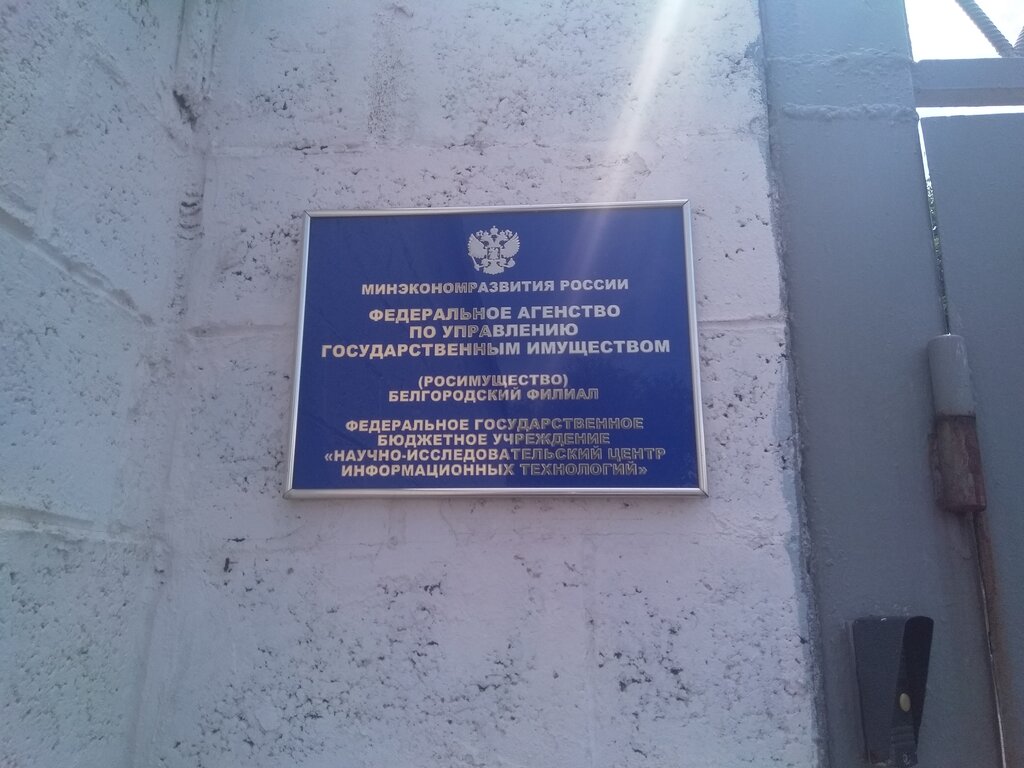 МИНЭКОНОМРАЗВИТИЯ РОССИИ
ФЕДЕРАЛЬНОЕ АГЕНСТВО
ПО УПРАВЛЕНИЮ
ГОСУДАРСТВЕННЫМ ИМУЩЕСТВОМ
(РОСИМУЩЕСТВО)
БЕЛГОРОДСКИЙ ФИЛИАЛ
ФЕДЕРАЛЬНОЕ ГОСУДАРСТВЕННОЕ
БЮДЖЕТНОЕ УЧРЕЖДЕНИЕ
«НАУЧНО-ИССЛЕДОВАТЕЛЬСКИЙ ЦЕНТР
ИНФОРМАЦИОННЫХ ТЕХНОЛОГИЙ»